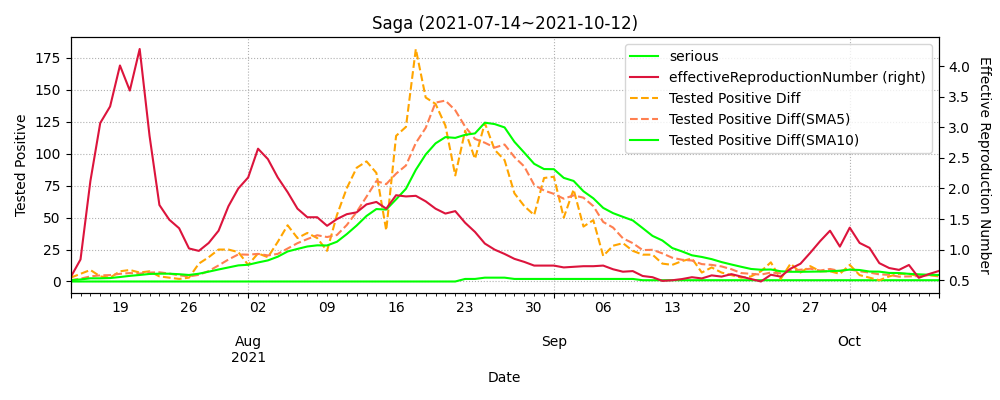 Saga (2021-07-14~2021-10-12)
serious
effectiveReproductionNumber (right)
Tested Positive Diff
Tested Positive Diff(SMA5)
Tested Positive Diff(SMA10)
Tested Positive
175
150
125
100
75
50
25
0
4.0
3.5
3.0
2.5
2.0
1.5
1.0
0.5
Effective Reproduction Number
19 26 02 09 16 23 30 06 13 20 27 04
Aug Sep Oct
2021
Date